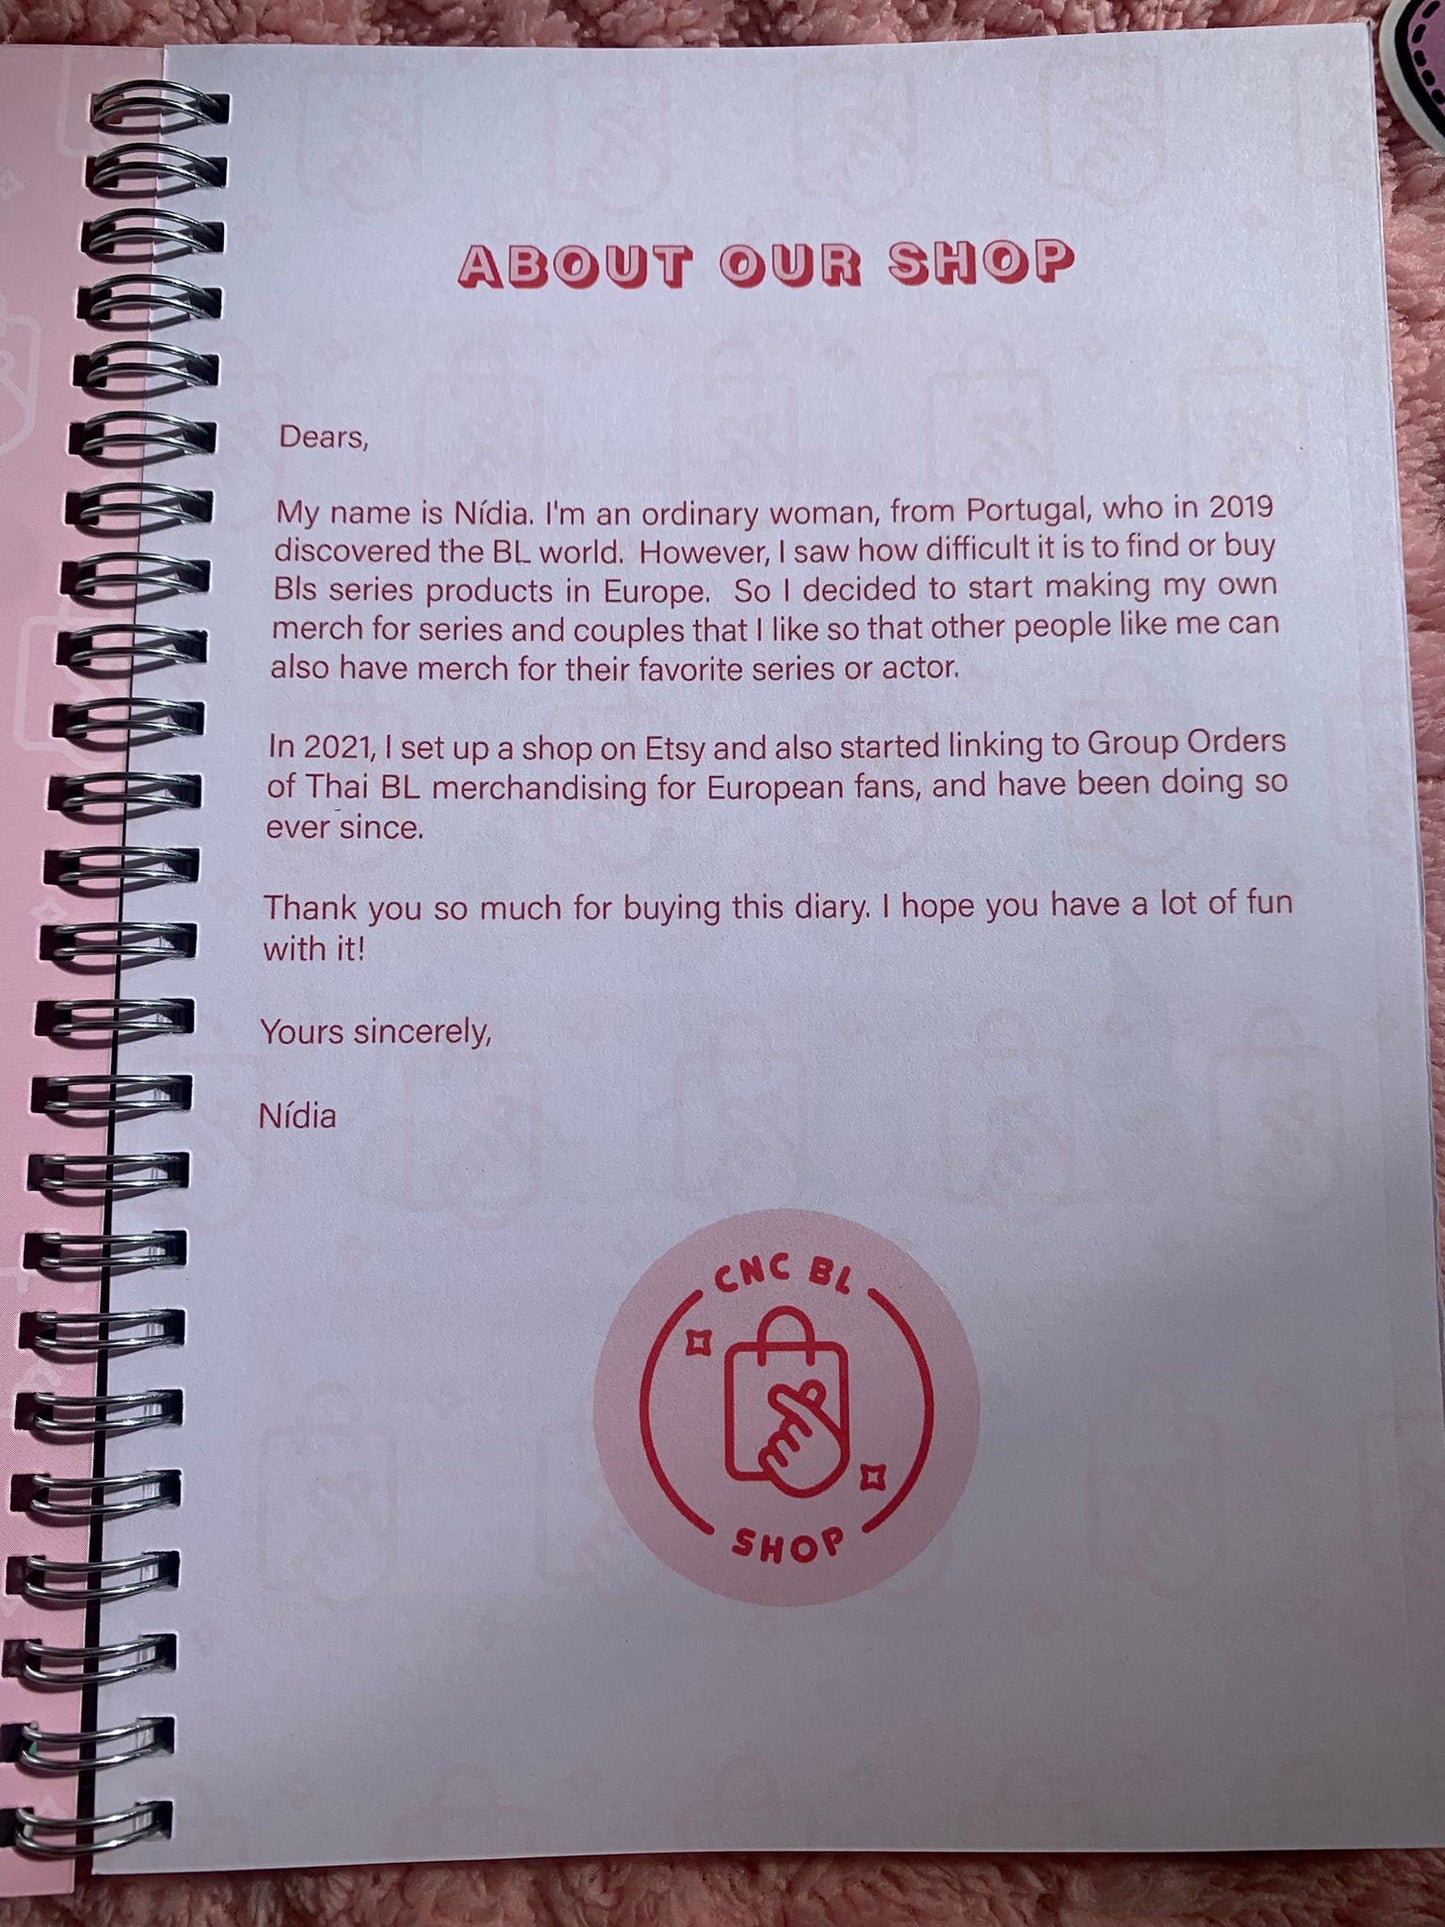 ABOUT OUR SHOP
Dears,
My name is Nídia. I'm an ordinary woman, from Portugal, who in 2019
discovered the BL world. However, I saw how difficult it is to find or buy
Bls series products in Europe. So I decided to start making my own
merch for series and couples that I like so that other people like me can
also have merch for their favorite series or actor.
In 2021, I set up a shop on Etsy and also started linking to Group Orders
of Thai BL merchandising for European fans, and have been doing so
ever since.
Thank you so much for buying this diary. I hope you have a lot of fun
with it!
Yours sincerely,
Nídia
CNC BL
SHOP